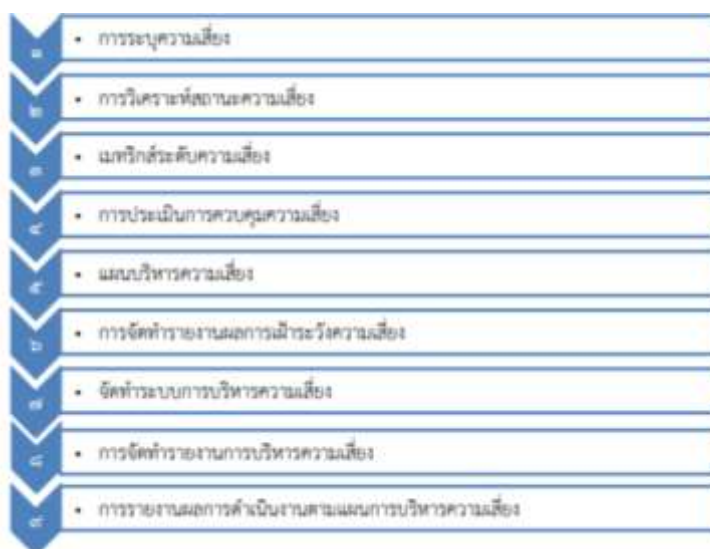 ๑
• การระบุความเสี่ยง
๒
• การวิเคราะห์สถานะความเสี่ยง
๓
• เมทริกส์ระดับความเสี่ยง
๔
• การประเมินการควบคุมความเสี่ยง
๕
• แผนบริหารความเสี่ยง
๖
• การจัดทำรายงานผลการเฝ้าระวังความเสี่ยง
๗
• จัดทำระบบการบริหารความเสี่ยง
๘
• การจัดทำรายงานการบริหารความเสี่ยง
๙
• การรายงานผลการดำเนินงานตามแผนการบริหารความเสี่ยง